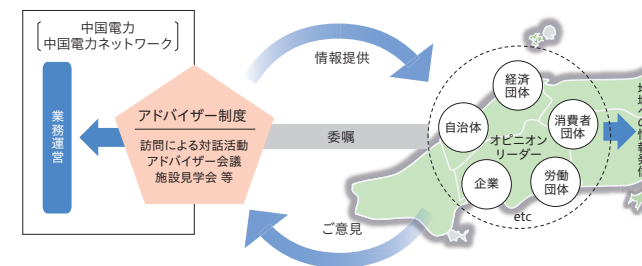 中国電力
中国電力ネットワーク
業務運営
アドバイザー制度
訪問による対話活動
アドバイザー会議
施設見学会 等
情報提供
委嘱
ご意見
経済
団体
自治体
消費者
団体
オピニオン
リーダー
企業
労働
団体
etc